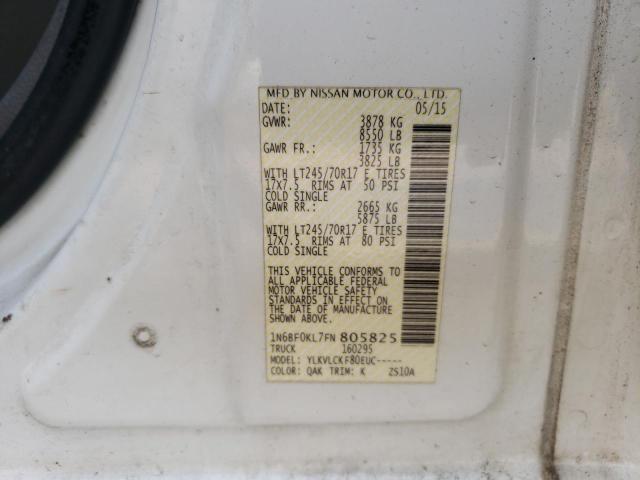 MFD BY NISSAN MOTOR CO., LTD.
DATE: 05/15
GVWR: 3878 KG
8550 LB
GAWR FR.: 1735 KG
3825 LB
WITH LT245/70R17 E TIRES
17X7.5 RIMS AT 50 PSI
COLD SINGLE
GAWR RR.: 2665 KG
5875 LB
WITH LT245/70R17 E TIRES
17X7.5 RIMS AT 80 PSI
COLD SINGLE
THIS VEHICLE CONFORMS TO
ALL APPLICABLE FEDERAL
MOTOR VEHICLE SAFETY
STANDARDS IN EFFECT ON
THE DATE OF MANUFACTURE
SHOWN ABOVE.
1N6BF0KL7FN 805825
TRUCK 160295
MODEL: YLKVLCKF80EUC-----
COLOR: QAK TRIM: K ZS10A